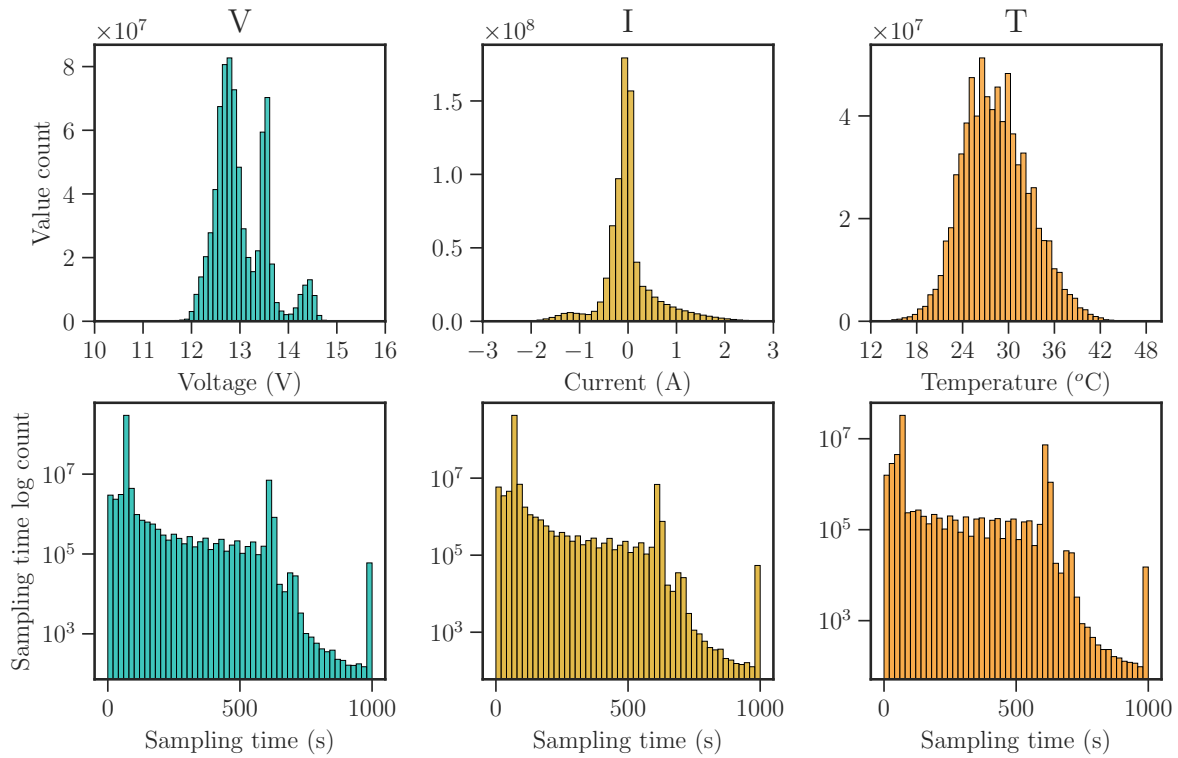 V I T
×10⁷ ×10⁸ ×10⁷
Value count
8
6
4
2
0
10 11 12 13 14 15 16
Voltage (V)
1.5
1.0
0.5
0.0
−3 −2 −1 0 1 2 3
Current (A)
4
2
0
12 18 24 30 36 42 48
Temperature (°C)
Sampling time log count
10⁷
10⁵
10³
0 500 1000
Sampling time (s)
10⁷
10⁵
10³
0 500 1000
Sampling time (s)
10⁷
10⁵
10³
0 500 1000
Sampling time (s)